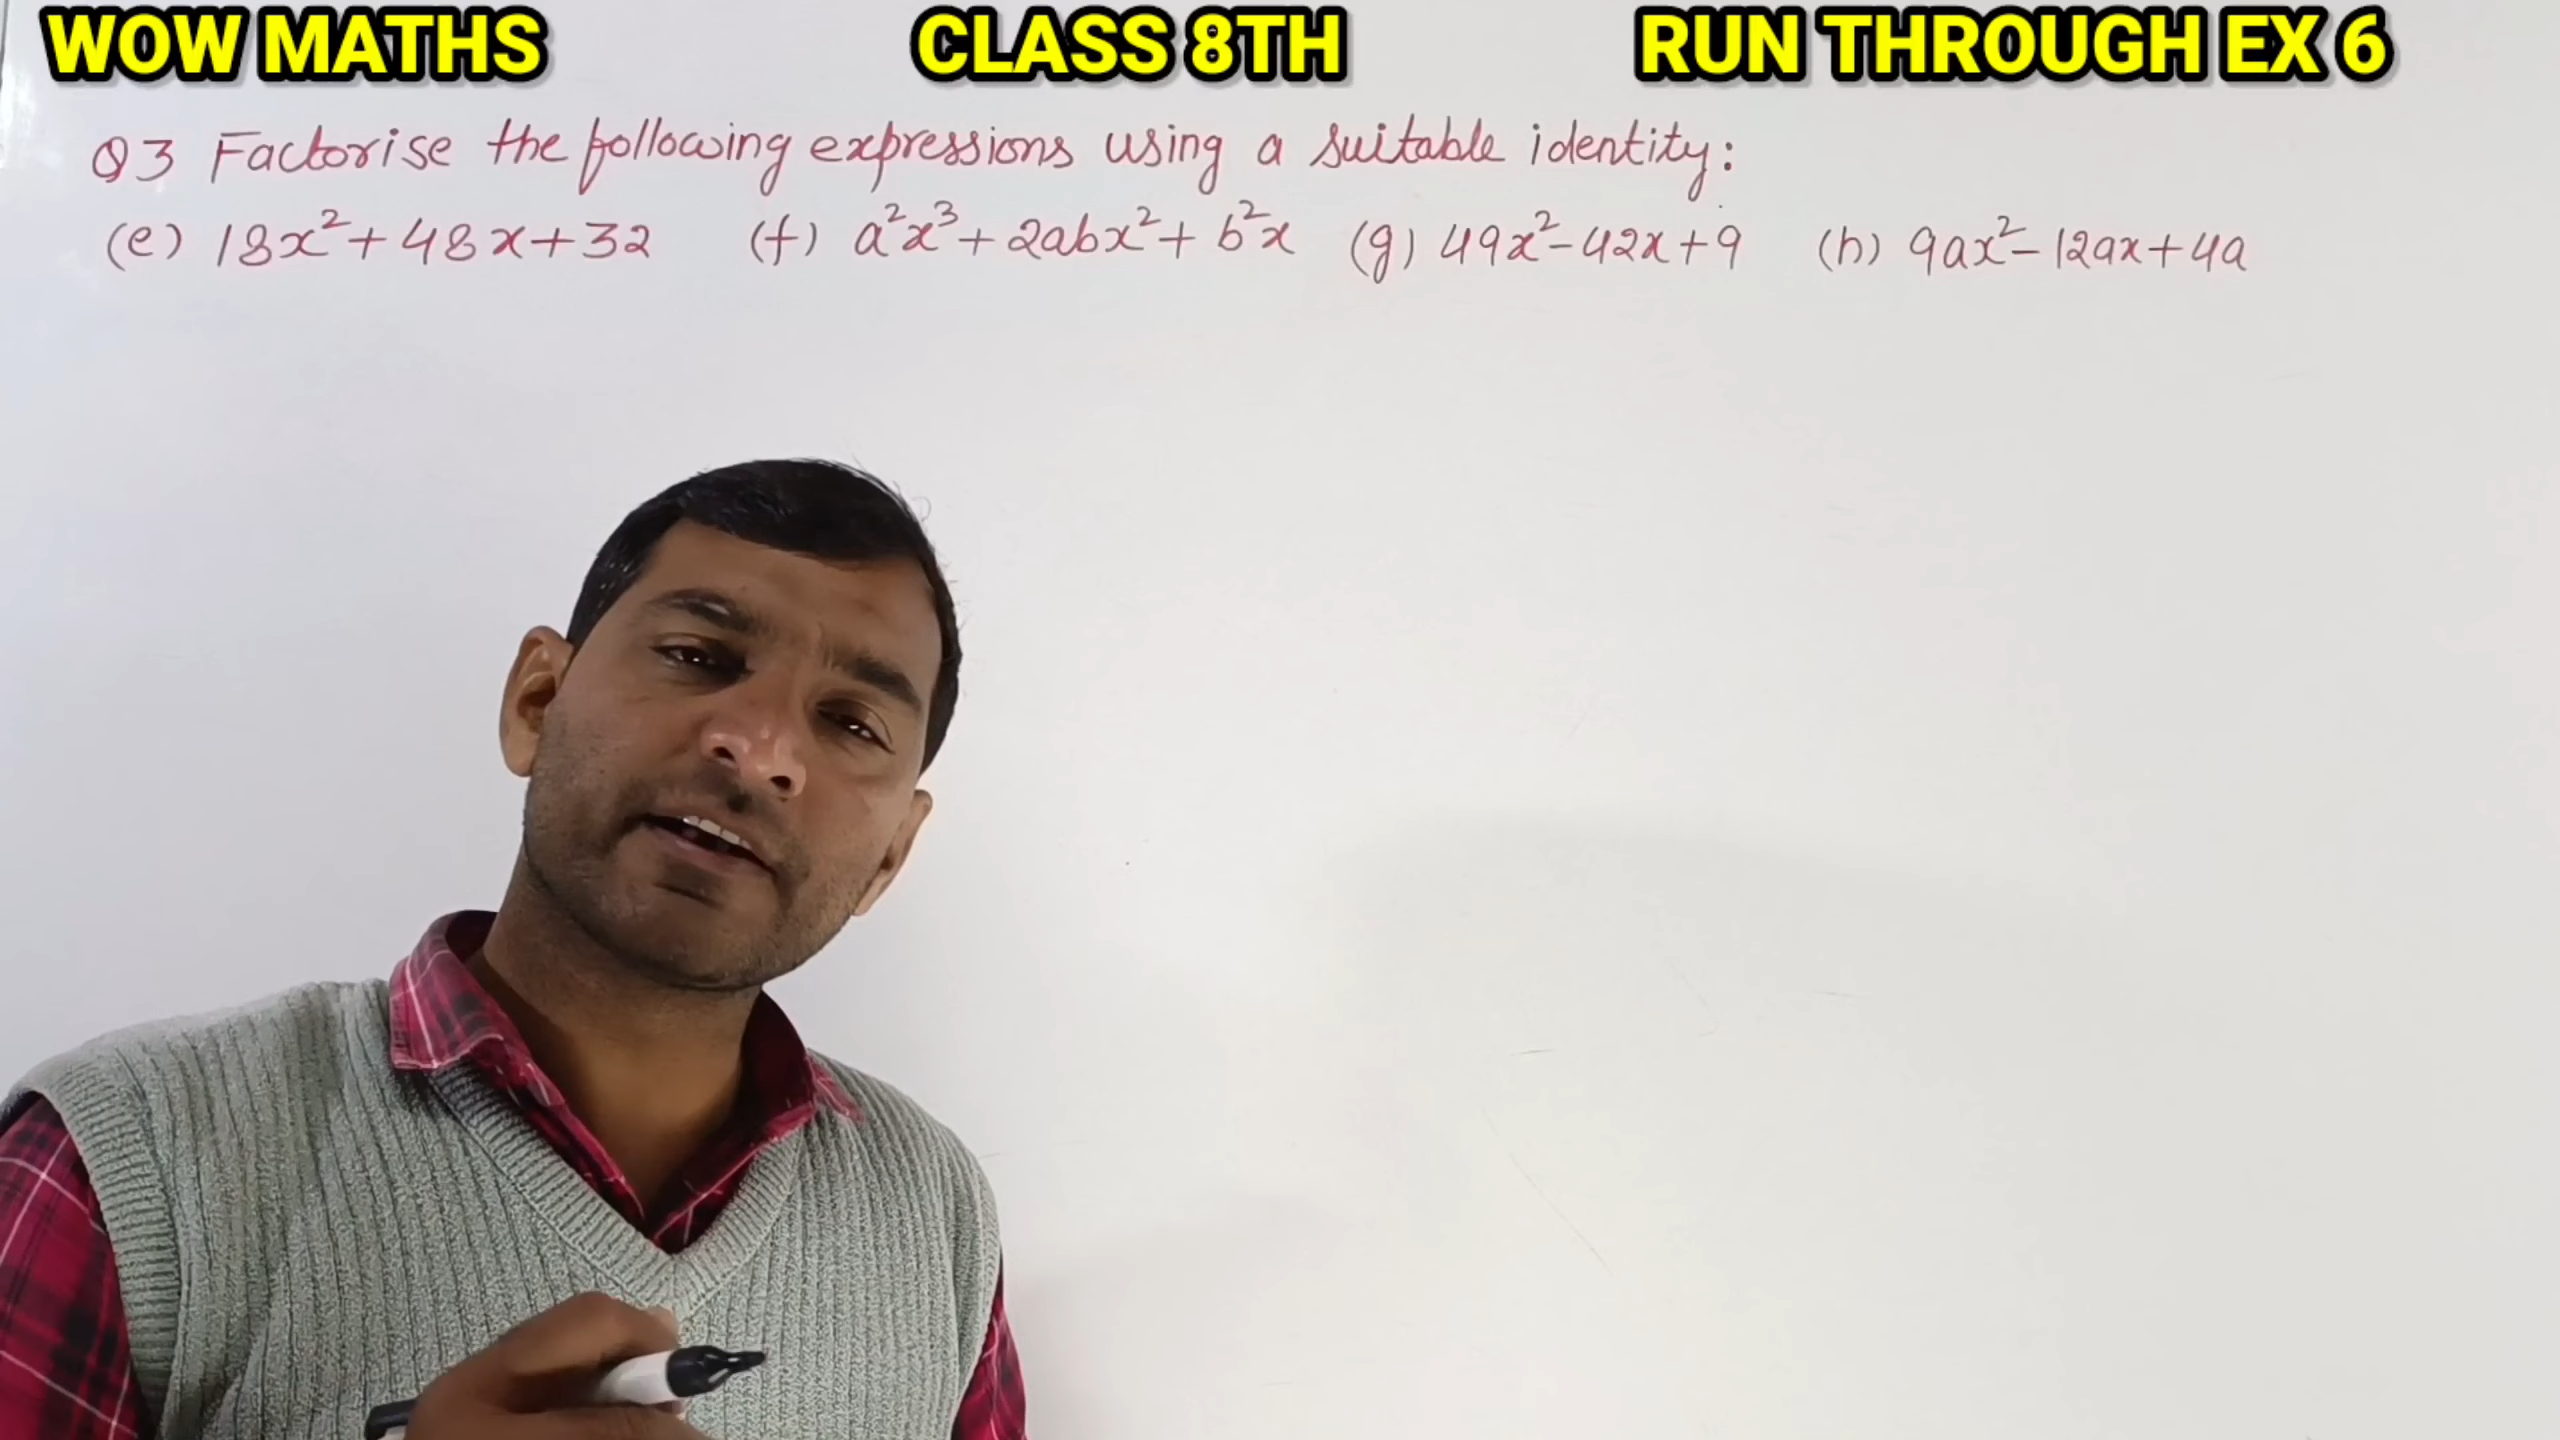 WOW MATHS CLASS 8TH RUN THROUGH EX 6
Q3 Factorise the following expressions using a suitable identity:
(e) 18x²+48x+32 (f) a²x³+2abx²+b²x (g) 49x²-42x+9 (h) 9ax²-12ax+4a